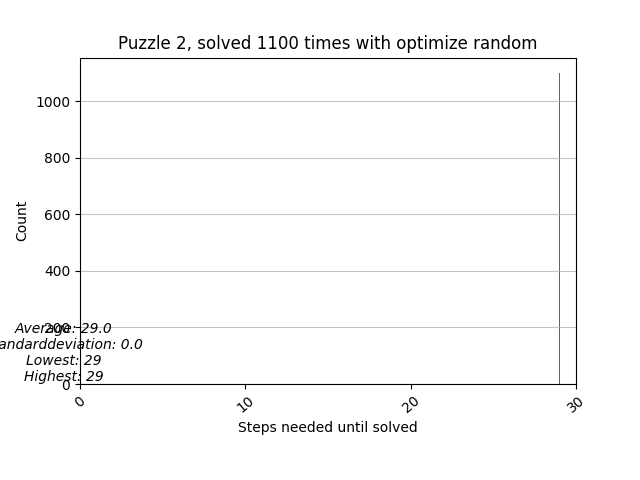 Puzzle 2, solved 1100 times with optimize random
1000
800
600
400
200
0
Count
Average: 29.0
andarddeviation: 0.0
Lowest: 29
Highest: 29
0
10
20
30
Steps needed until solved